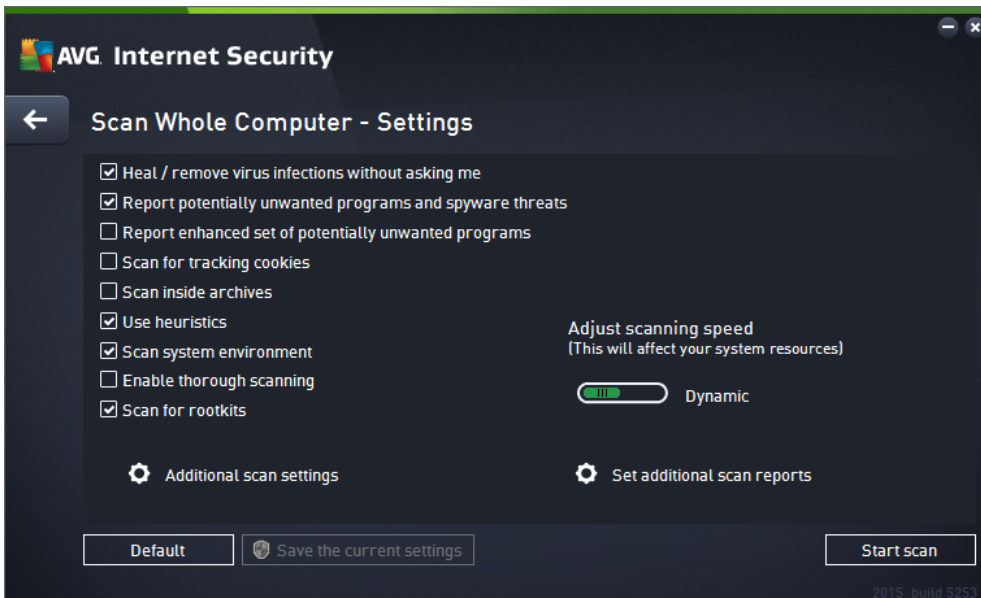 AVG. Internet Security
Scan Whole Computer - Settings
Heal / remove virus infections without asking me
Report potentially unwanted programs and spyware threats
Report enhanced set of potentially unwanted programs
Scan for tracking cookies
Scan inside archives
Use heuristics
Scan system environment
Enable thorough scanning
Scan for rootkits
Adjust scanning speed
(This will affect your system resources)
Dynamic
Additional scan settings
Set additional scan reports
Default
Save the current settings
Start scan
2015 build 5253